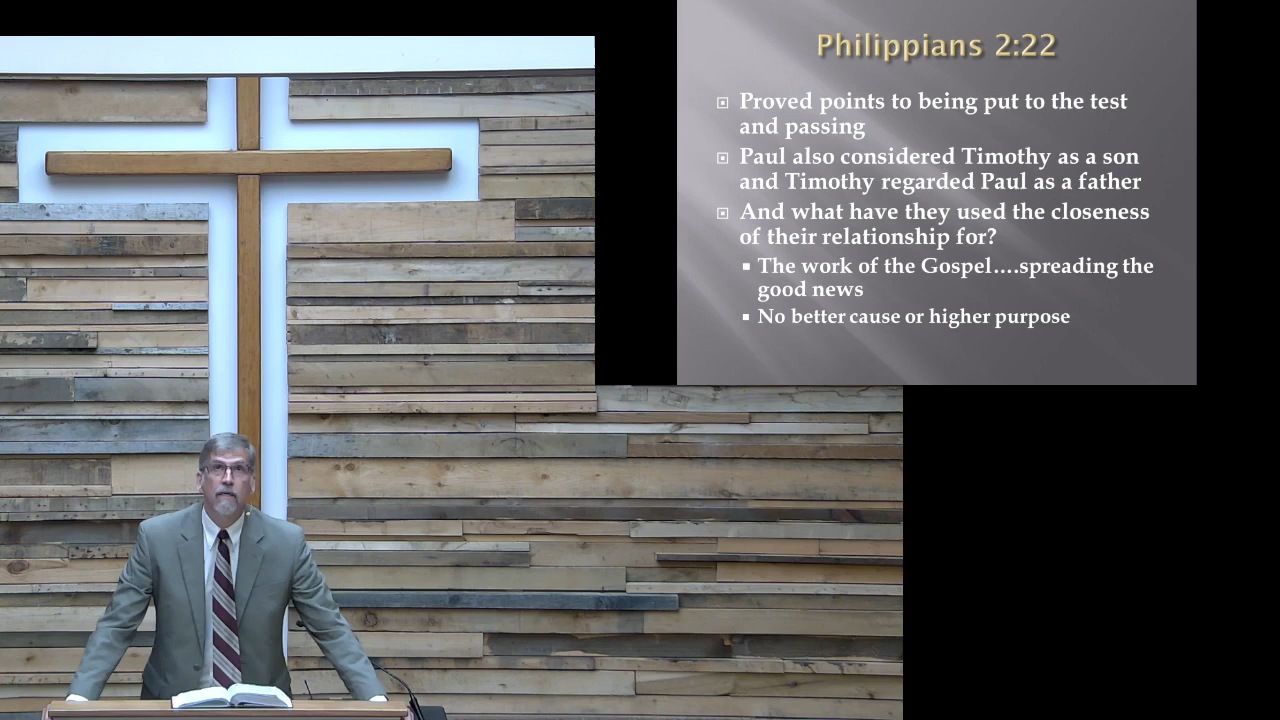 Philippians 2:22
Proved points to being put to the test
and passing
Paul also considered Timothy as a son
and Timothy regarded Paul as a father
And what have they used the closeness
of their relationship for?
The work of the Gospel....spreading the
good news
No better cause or higher purpose